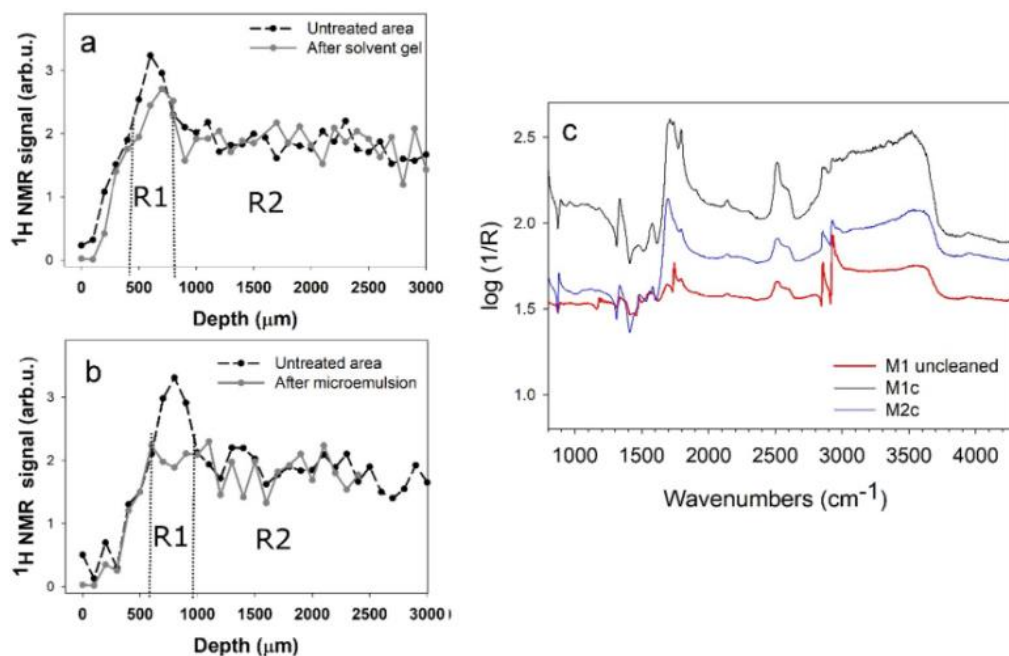 a
Untreated area
After solvent gel
¹H NMR signal (arb.u.)
3
2
1
0
R1
R2
0 500 1000 1500 2000 2500 3000
Depth (μm)
b
Untreated area
After microemulsion
¹H NMR signal (arb.u.)
3
2
1
0
R1
R2
0 500 1000 1500 2000 2500 3000
Depth (μm)
c
log (1/R)
2.5
2.0
1.5
1.0
M1 uncleaned
M1c
M2c
1000 1500 2000 2500 3000 3500 4000
Wavenumbers (cm⁻¹)